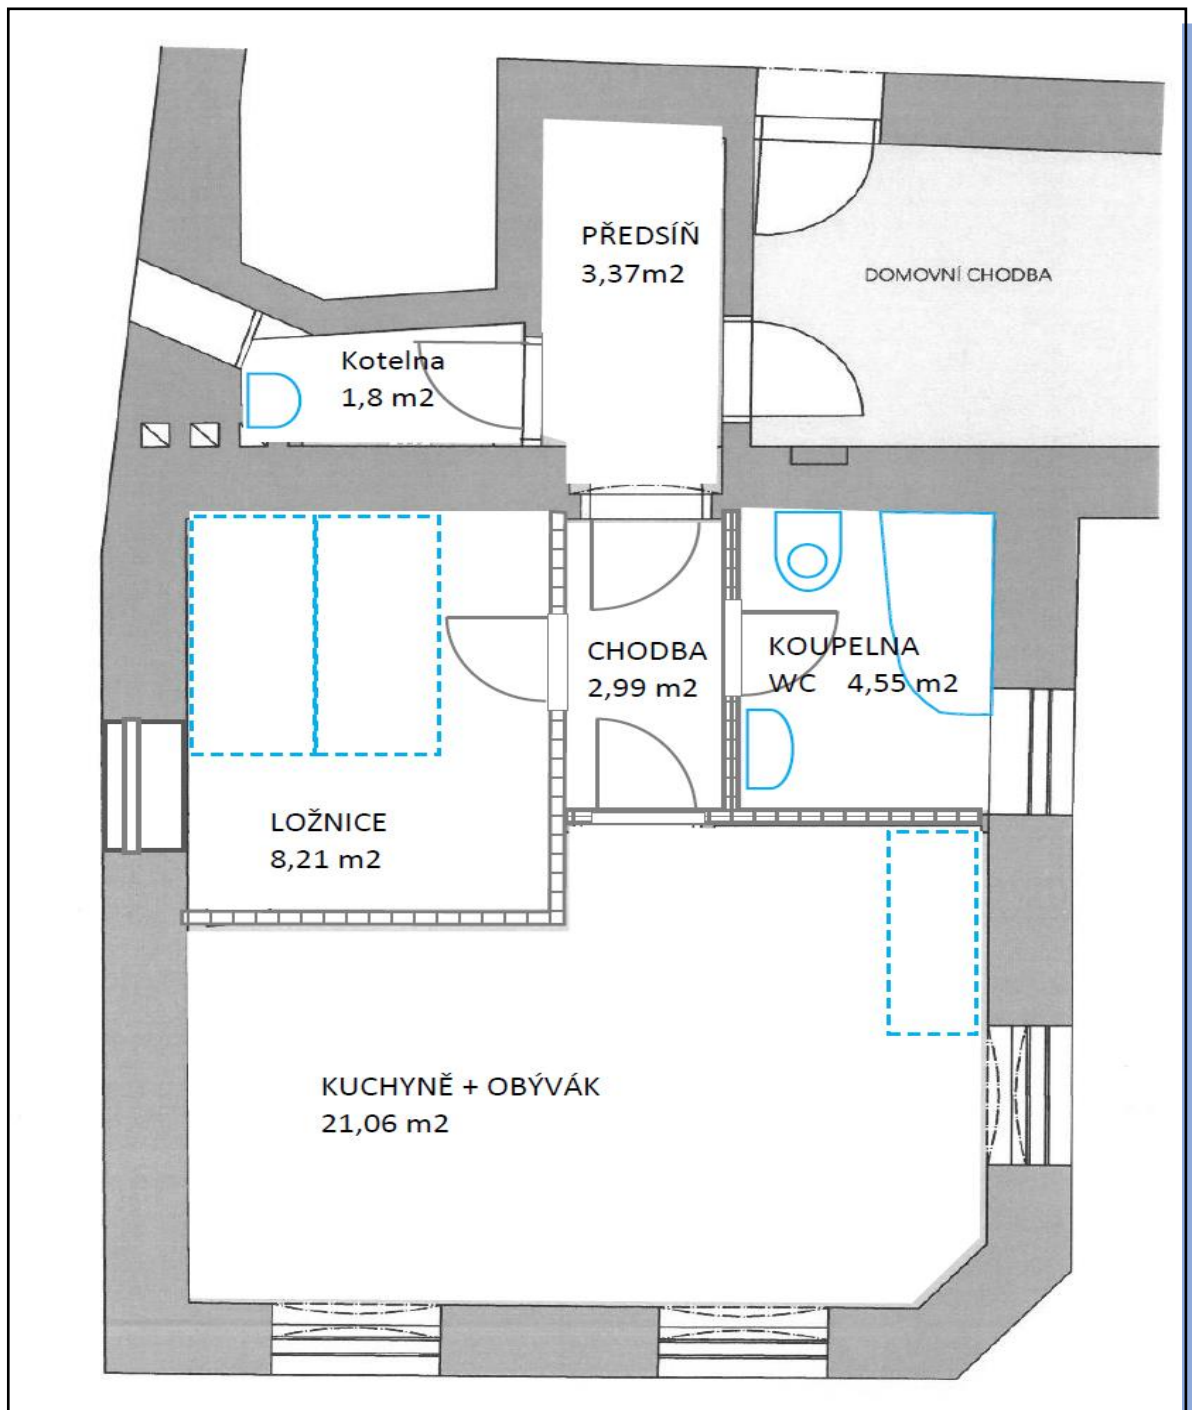 PŘEDSÍŇ
3,37m2
DOMOVNÍ CHODBA
Kotelna
1,8 m2
CHODBA
2,99 m2
KOUPELNA
WC 4,55 m2
LOŽNICE
8,21 m2
KUCHYNĚ + OBÝVÁK
21,06 m2